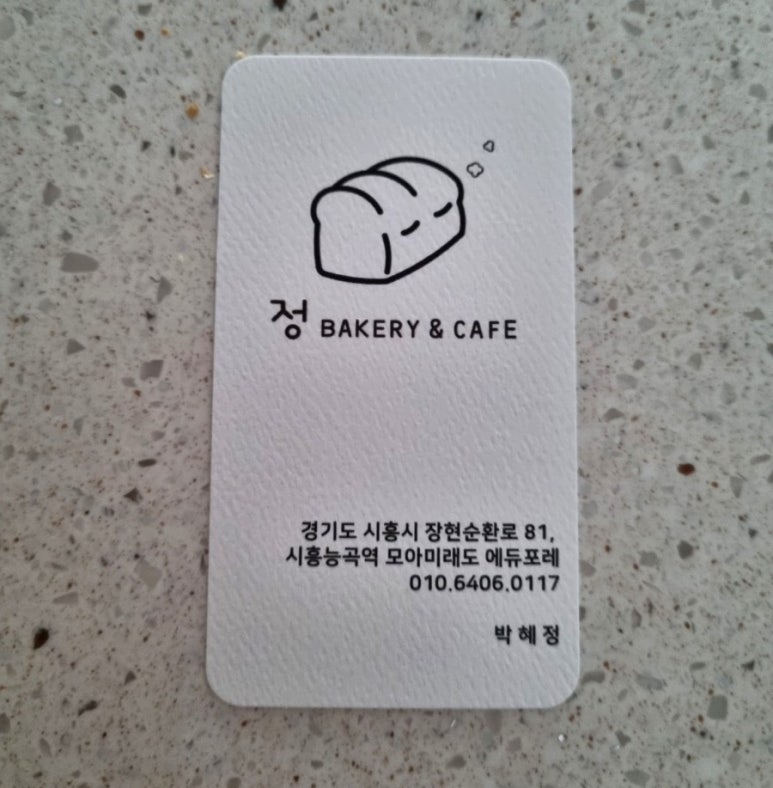 정 BAKERY & CAFE
경기도 시흥시 장현순환로 81,
시흥능곡역 모아미래도 에듀포레
010.6406.0117
박혜정